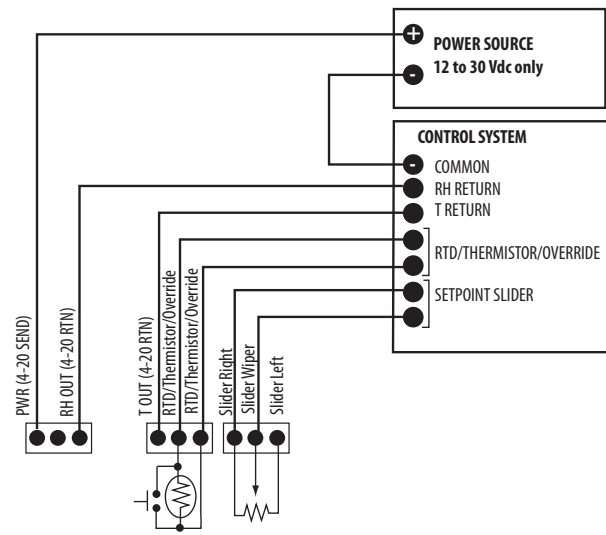 +
POWER SOURCE
12 to 30 Vdc only
-
CONTROL SYSTEM
-
COMMON
RH RETURN
T RETURN
RTD/THERMISTOR/OVERRIDE
SETPOINT SLIDER
PWR (4-20 SEND)
RH OUT (4-20 RTN)
T OUT (4-20 RTN)
RTD/Thermistor/Override
RTD/Thermistor/Override
Slider Right
Slider Wiper
Slider Left